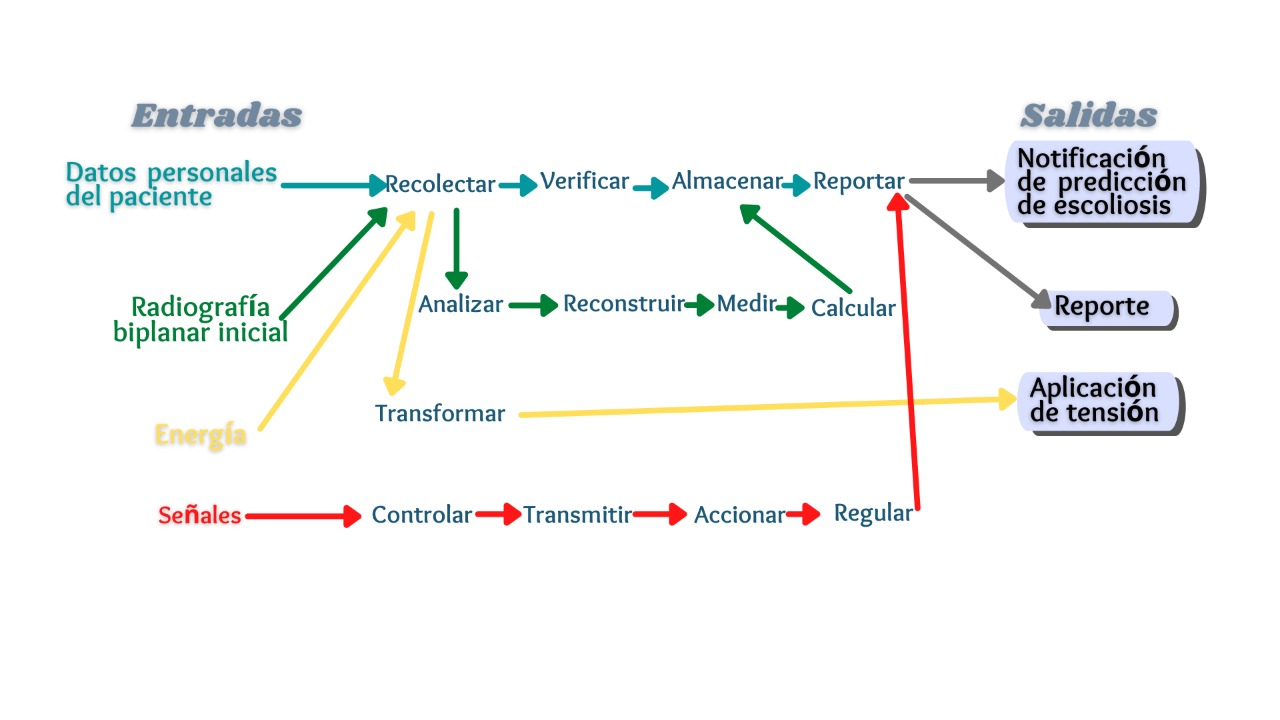 Entradas
Salidas
Datos personales
del paciente
Recolectar
Verificar
Almacenar
Reportar
Notificación
de predicción
de escoliosis
Radiografía
biplanar inicial
Analizar
Reconstruir
Medir
Calcular
Reporte
Energía
Transformar
Aplicación
de tensión
Señales
Controlar
Transmitir
Accionar
Regular